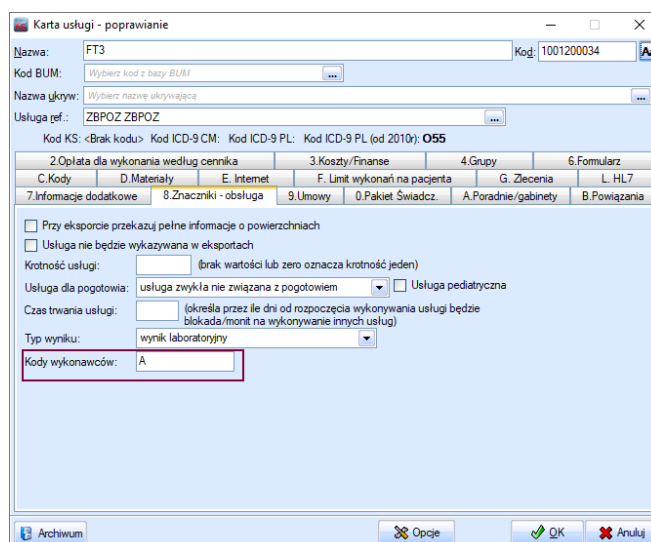 Karta usługi - poprawianie
Nazwa: FT3 Kod: 1001200034
Kod BUM: Wybierz kod z bazy BUM ...
Nazwa ukryw: Wybierz nazwę ukrywającą ...
Usługa ref.: ZBPOZ ZBPOZ ...
Kod KS: <Brak kodu> Kod ICD-9 CM: Kod ICD-9 PL: Kod ICD-9 PL (od 2010r): O55
2.Opłata dla wykonania według cennika 3.Koszty/Finanse 4.Grupy 6.Formularz
C.Kody D.Materiały E. Internet F. Limit wykonań na pacjenta G. Zlecenia L. HL7
7.Informacje dodatkowe 8.Znaczniki - obsługa 9.Umowy 0.Pakiet Świadcz. A.Poradnie/gabinety B.Powiązania
Przy eksporcie przekazuj pełne informacje o powierzchniach
Usługa nie będzie wykazywana w eksportach
Krotność usługi: (brak wartości lub zero oznacza krotność jeden)
Usługa dla pogotowia: usługa zwykła nie związana z pogotowiem Usługa pediatryczna
Czas trwania usługi: (określa przez ile dni od rozpoczęcia wykonywania usługi będzie
blokada/monit na wykonywanie innych usług)
Typ wyniku: wynik laboratoryjny
Kody wykonawców: A
Archiwum Opcje OK Anuluj